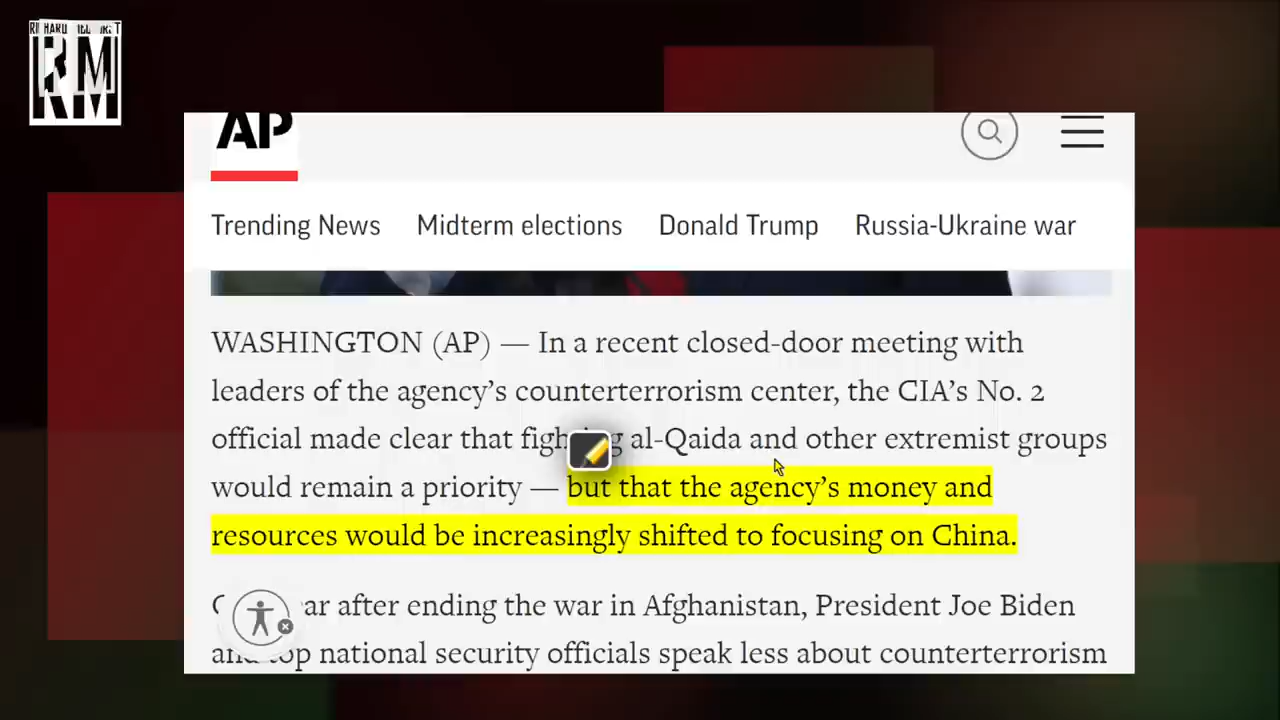 RM
AP
Trending News Midterm elections Donald Trump Russia-Ukraine war
WASHINGTON (AP) — In a recent closed-door meeting with
leaders of the agency’s counterterrorism center, the CIA’s No. 2
official made clear that al-Qaida and other extremist groups
would remain a priority — but that the agency’s money and
resources would be increasingly shifted to focusing on China.
after ending the war in Afghanistan, President Joe Biden
and top national security officials speak less about counterterrorism